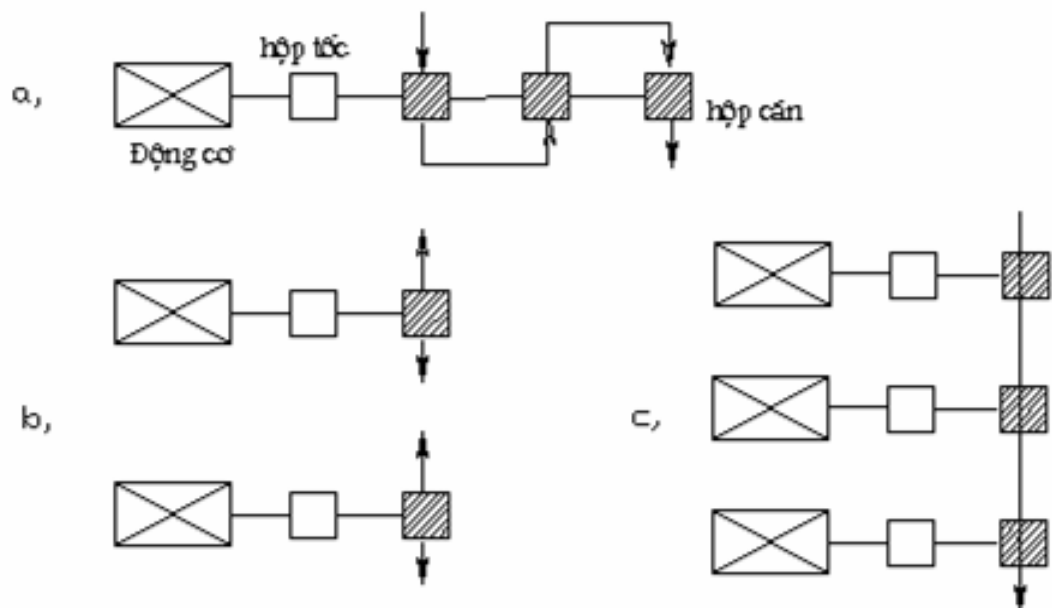 hộp tốc
a,
hộp cán
Động cơ
b,
c,